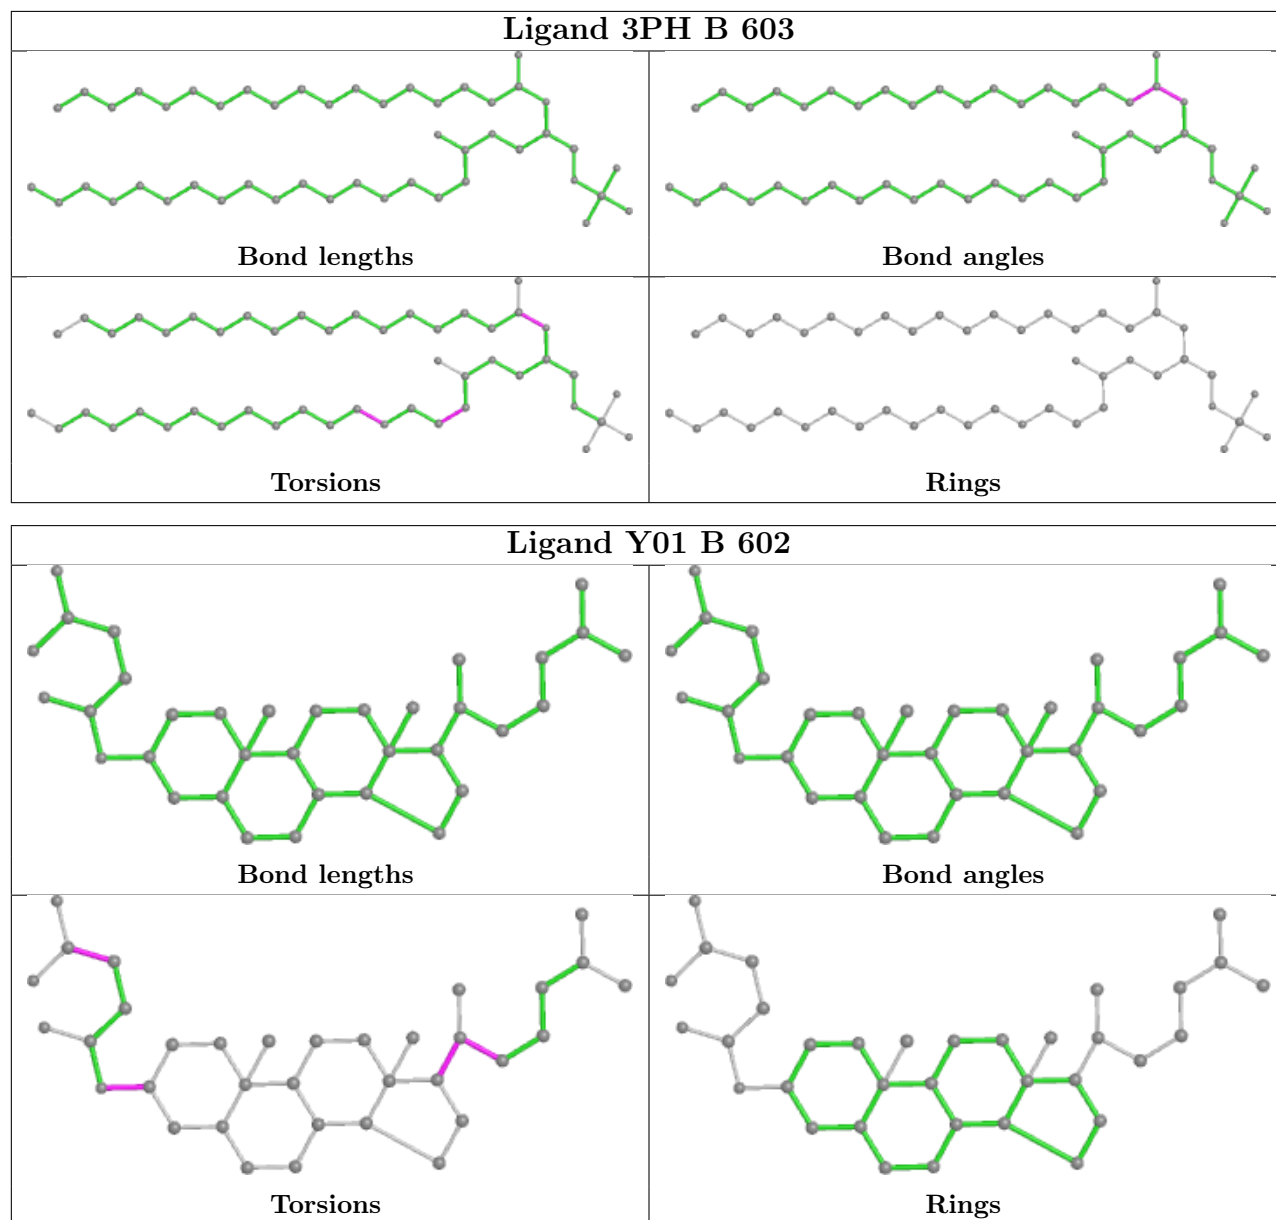 Ligand 3PH B 603
Bond lengths
Bond angles
Torsions
Rings
Ligand Y01 B 602
Bond lengths
Bond angles
Torsions
Rings